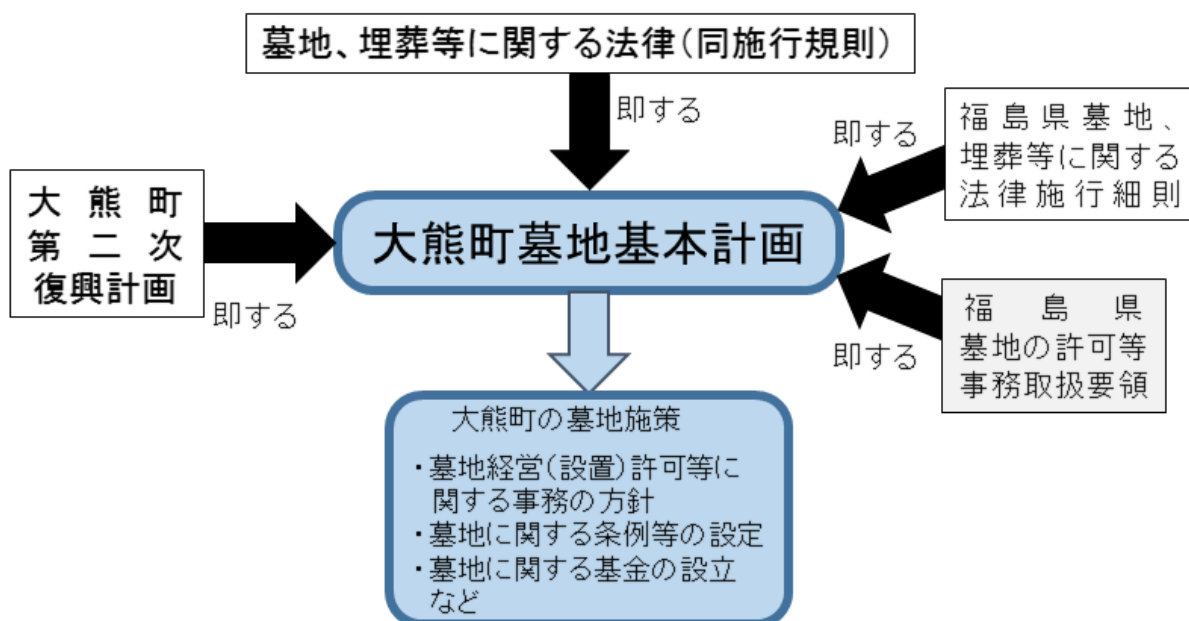 墓地、埋葬等に関する法律（同施行規則）
即する
福島県墓地、
埋葬等に関する
法律施行細則
即する
大熊町
第二次
復興計画
即する
大熊町墓地基本計画
福島県
墓地の許可等
事務取扱要領
即する
大熊町の墓地施策
・墓地経営（設置）許可等に
関する事務の方針
・墓地に関する条例等の設定
・墓地に関する基金の設立
など